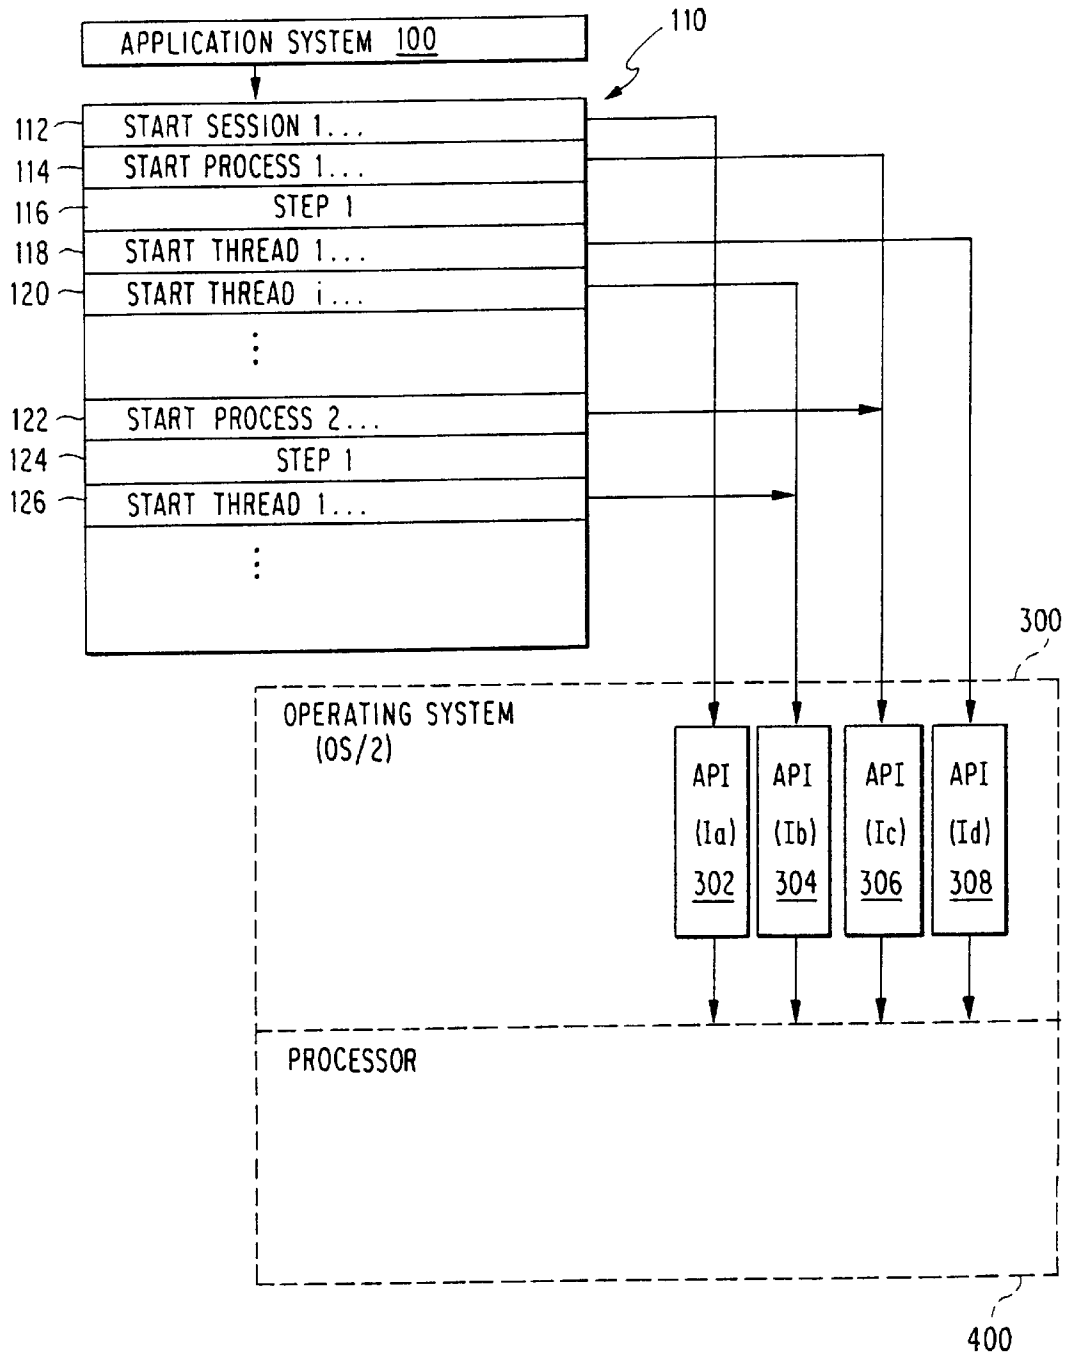 110
APPLICATION SYSTEM 100
112 START SESSION 1...
114 START PROCESS 1...
116 STEP 1
118 START THREAD 1...
120 START THREAD i...
⋮
122 START PROCESS 2...
124 STEP 1
126 START THREAD 1...
⋮
300
OPERATING SYSTEM
(OS/2)
API API API API
(Ia) (Ib) (Ic) (Id)
302 304 306 308
PROCESSOR
400